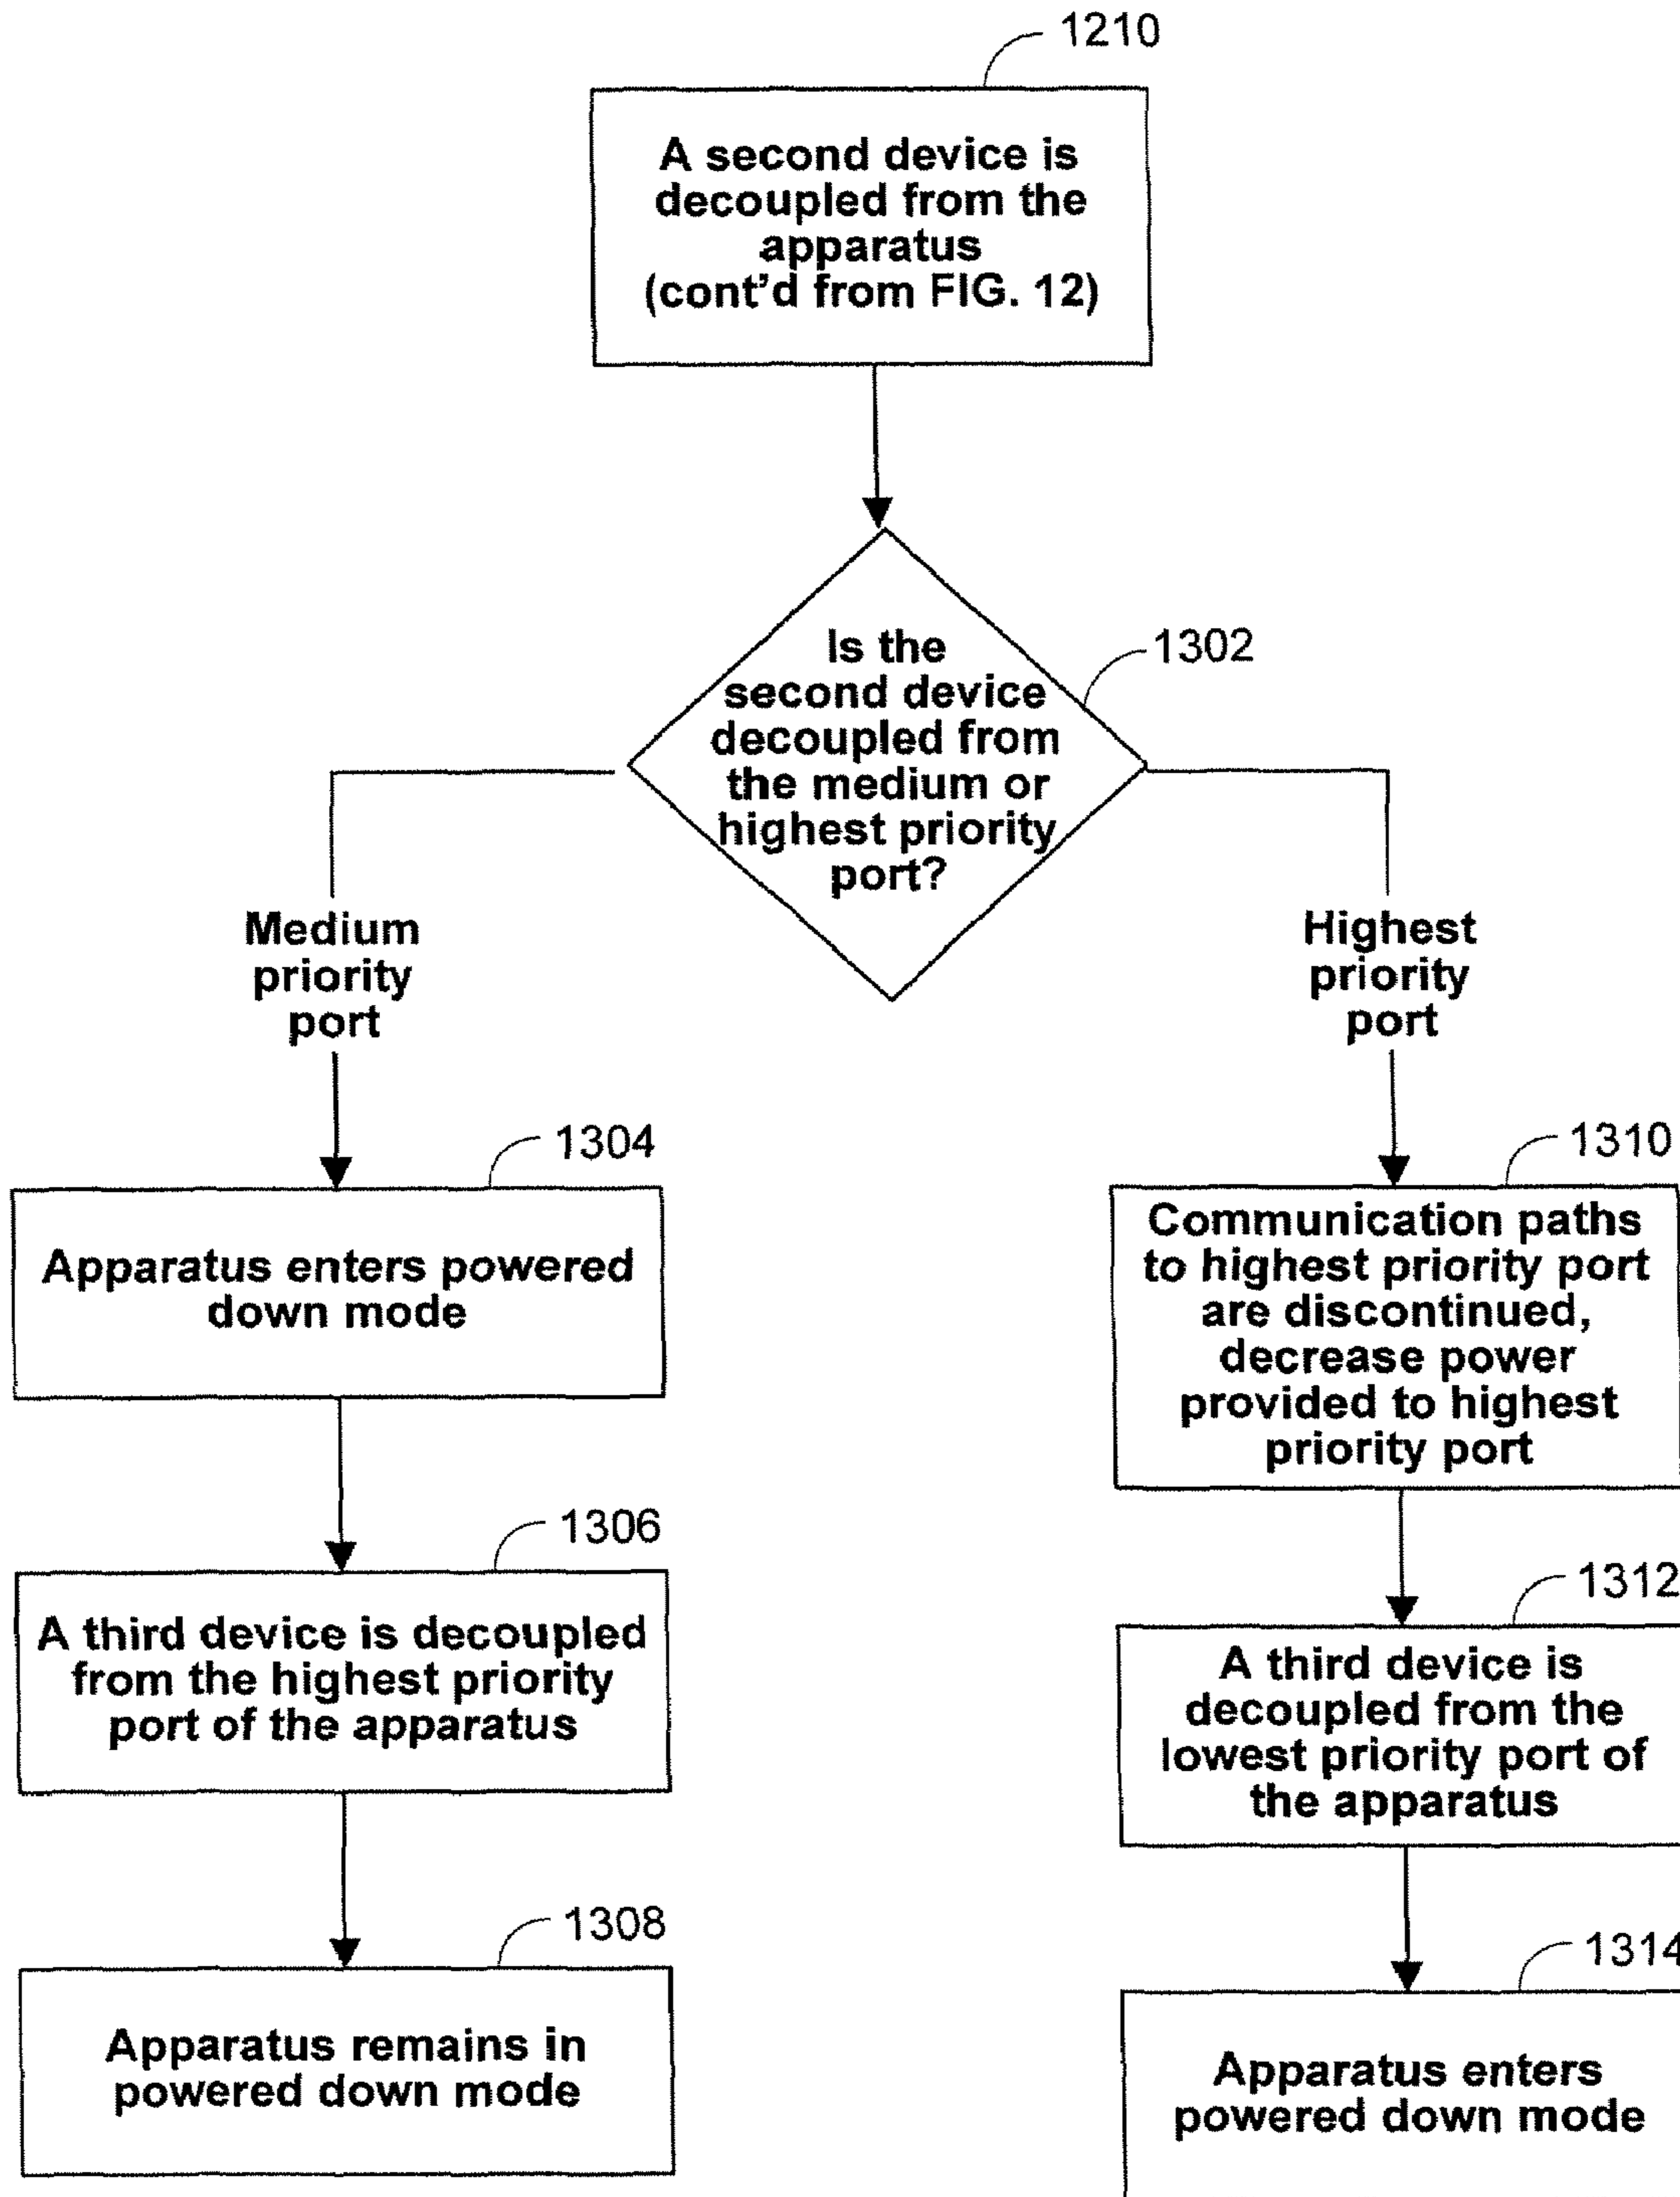 1210
A second device is
decoupled from the
apparatus
(cont'd from FIG. 12)
1302
Is the
second device
decoupled from
the medium or
highest priority
port?
Medium
priority
port
Highest
priority
port
1304
Apparatus enters powered
down mode
1306
A third device is decoupled
from the highest priority
port of the apparatus
1308
Apparatus remains in
powered down mode
1310
Communication paths
to highest priority port
are discontinued,
decrease power
provided to highest
priority port
1312
A third device is
decoupled from the
lowest priority port of
the apparatus
1314
Apparatus enters
powered down mode